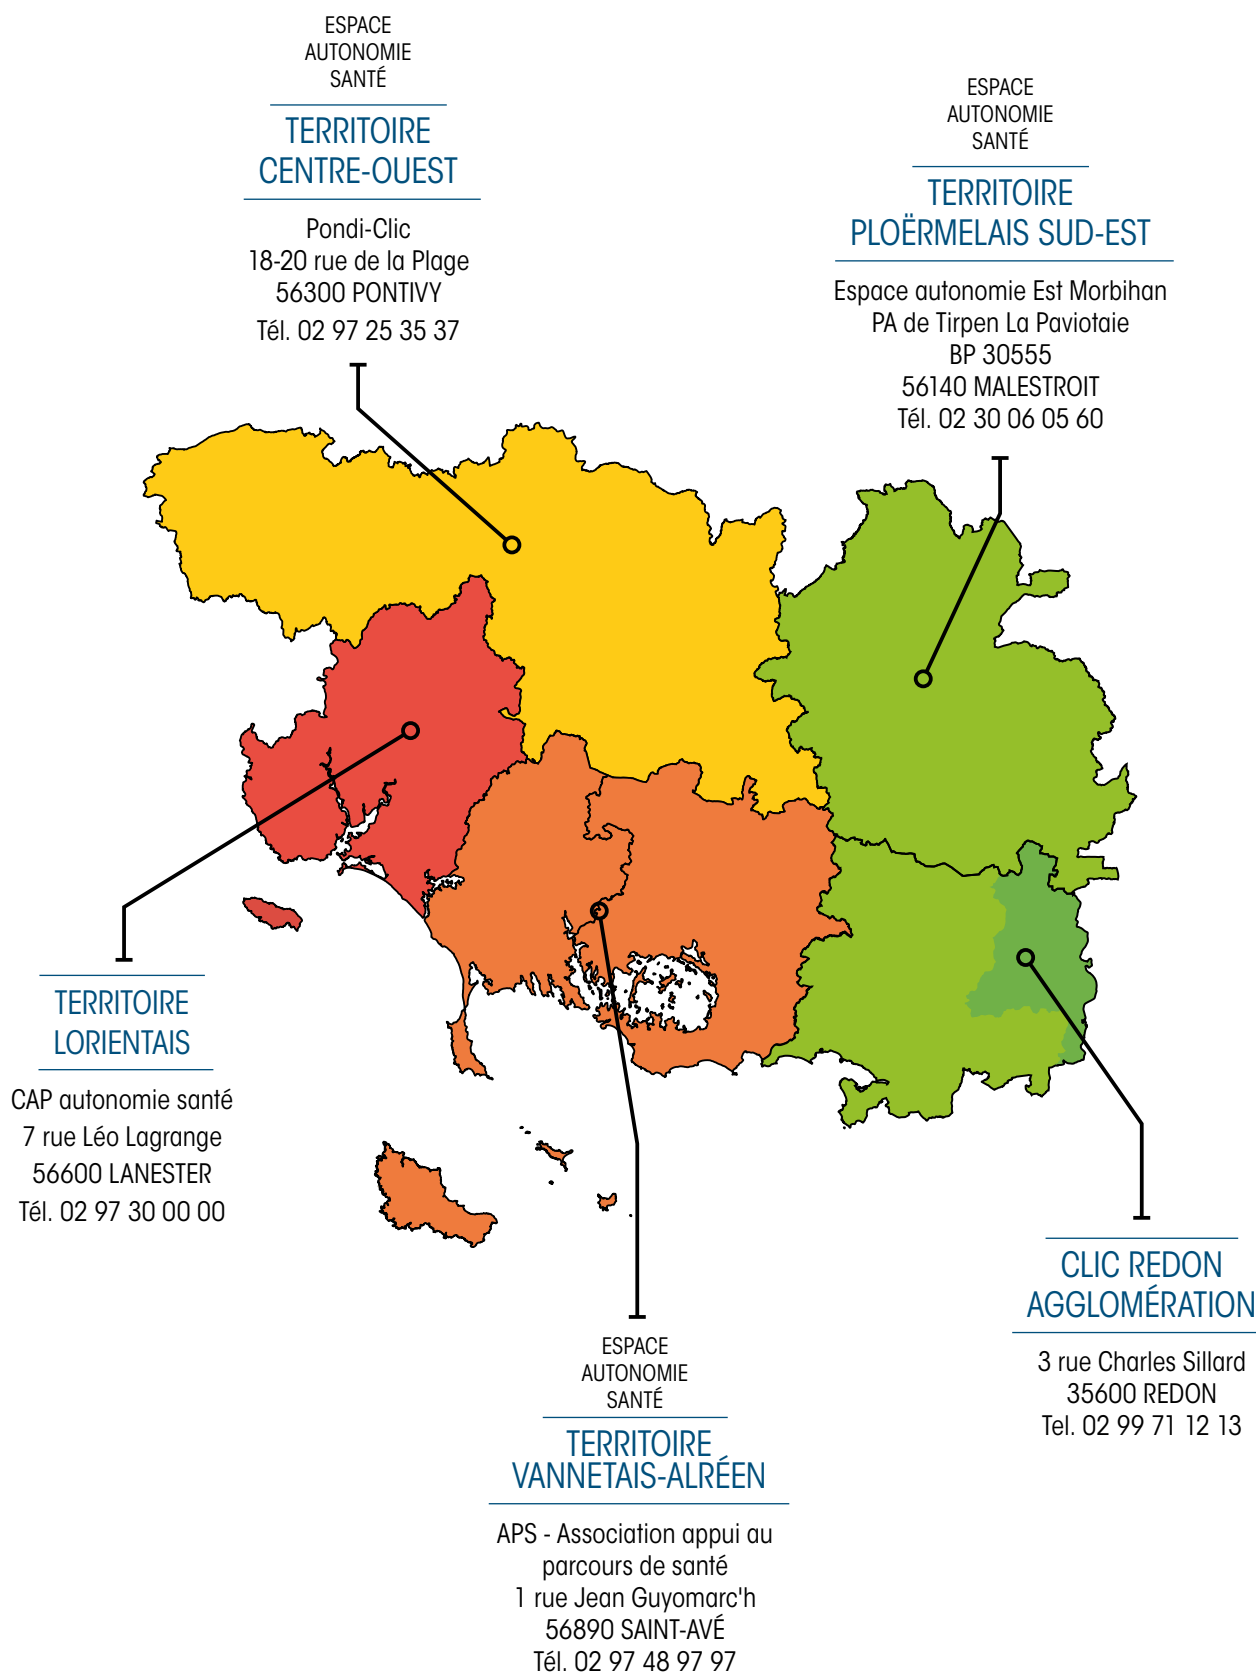 ESPACE
AUTONOMIE
SANTÉ
TERRITOIRE
CENTRE-OUEST
Pondi-Clic
18-20 rue de la Plage
56300 PONTIVY
Tél. 02 97 25 35 37
ESPACE
AUTONOMIE
SANTÉ
TERRITOIRE
PLOËRMELAIS SUD-EST
Espace autonomie Est Morbihan
PA de Tirpen La Paviotaie
BP 30555
56140 MALESTROIT
Tél. 02 30 06 05 60
TERRITOIRE
LORIENTAIS
CAP autonomie santé
7 rue Léo Lagrange
56600 LANESTER
Tél. 02 97 30 00 00
CLIC REDON
AGGLOMÉRATION
3 rue Charles Sillard
35600 REDON
Tel. 02 99 71 12 13
ESPACE
AUTONOMIE
SANTÉ
TERRITOIRE
VANNETAIS-ALRÉEN
APS - Association appui au
parcours de santé
1 rue Jean Guyomarc'h
56890 SAINT-AVÉ
Tél. 02 97 48 97 97